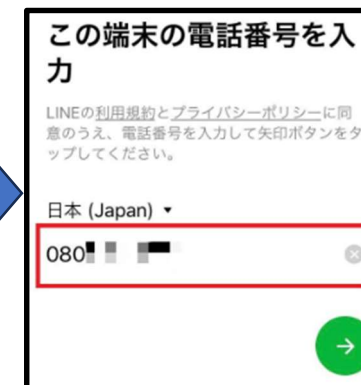 この端末の電話番号を入
力
LINEの利用規約とプライバシーポリシーに同
意のうえ、電話番号を入力して矢印ボタンをタ
ップしてください。
日本 (Japan)
080